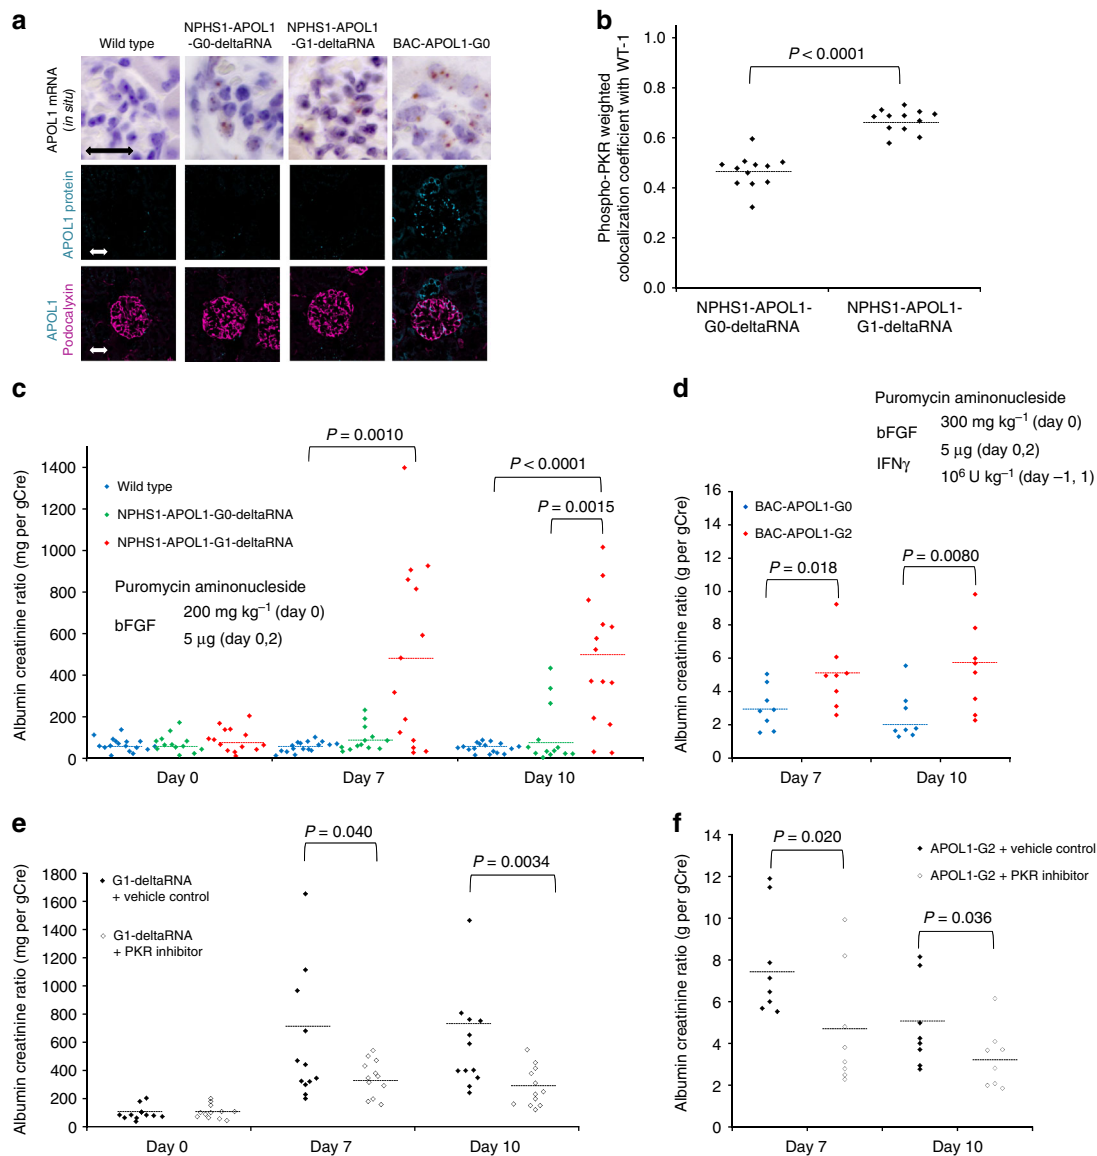 a
Wild type
NPHS1-APOL1
-G0-deltaRNA
NPHS1-APOL1
-G1-deltaRNA
BAC-APOL1-G0
APOL1 mRNA
(in situ)
APOL1 protein
APOL1
Podocalyxin
b
Phospho-PKR weighted
colocalization coefficient with WT-1
1.0
0.8
0.6
0.4
0.2
0.0
P < 0.0001
NPHS1-APOL1-
G0-deltaRNA
NPHS1-APOL1-
G1-deltaRNA
c
Albumin creatinine ratio (mg per gCre)
1400
1200
1000
800
600
400
200
0
P = 0.0010
P < 0.0001
P = 0.0015
Wild type
NPHS1-APOL1-G0-deltaRNA
NPHS1-APOL1-G1-deltaRNA
Puromycin aminonucleside
200 mg kg⁻¹ (day 0)
bFGF
5 µg (day 0,2)
Day 0
Day 7
Day 10
d
Puromycin aminonucleside
300 mg kg⁻¹ (day 0)
bFGF
5 µg (day 0,2)
IFNγ
10⁶ U kg⁻¹ (day –1, 1)
Albumin creatinine ratio (g per gCre)
16
14
12
10
8
6
4
2
0
BAC-APOL1-G0
BAC-APOL1-G2
P = 0.018
P = 0.0080
Day 7
Day 10
e
Albumin creatinine ratio (mg per gCre)
1800
1600
1400
1200
1000
800
600
400
200
0
G1-deltaRNA
+ vehicle control
G1-deltaRNA
+ PKR inhibitor
P = 0.040
P = 0.0034
Day 0
Day 7
Day 10
f
Albumin creatinine ratio (g per gCre)
14
12
10
8
6
4
2
0
P = 0.020
P = 0.036
APOL1-G2 + vehicle control
APOL1-G2 + PKR inhibitor
Day 7
Day 10